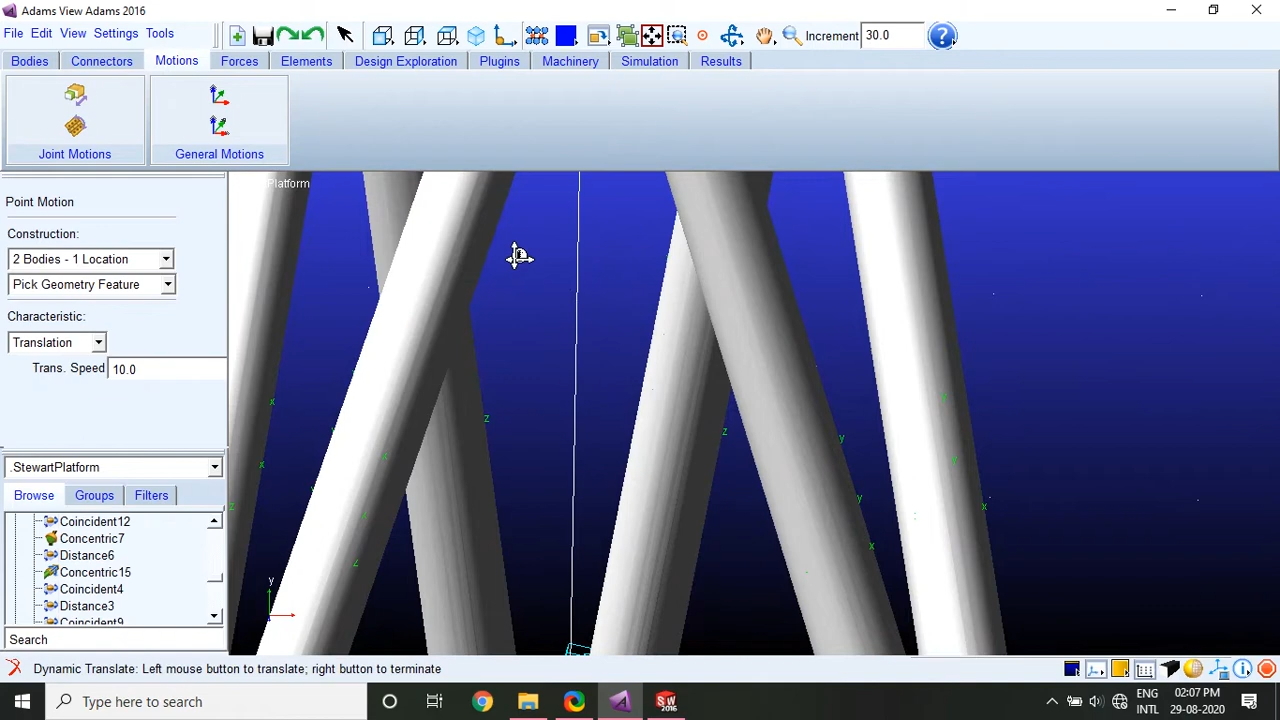 Adams View Adams 2016
File Edit View Settings Tools
Increment 30.0
Bodies Connectors Motions Forces Elements Design Exploration Plugins Machinery Simulation Results
Joint Motions General Motions
Platform
Point Motion
Construction:
2 Bodies - 1 Location
Pick Geometry Feature
Characteristic:
Translation
Trans. Speed 10.0
.StewartPlatform
Browse Groups Filters
Coincident12
Concentric7
Distance6
Concentric15
Coincident4
Distance3
Coincident9
Search
Dynamic Translate: Left mouse button to translate; right button to terminate
Type here to search
ENG
INTL
02:07 PM
29-08-2020